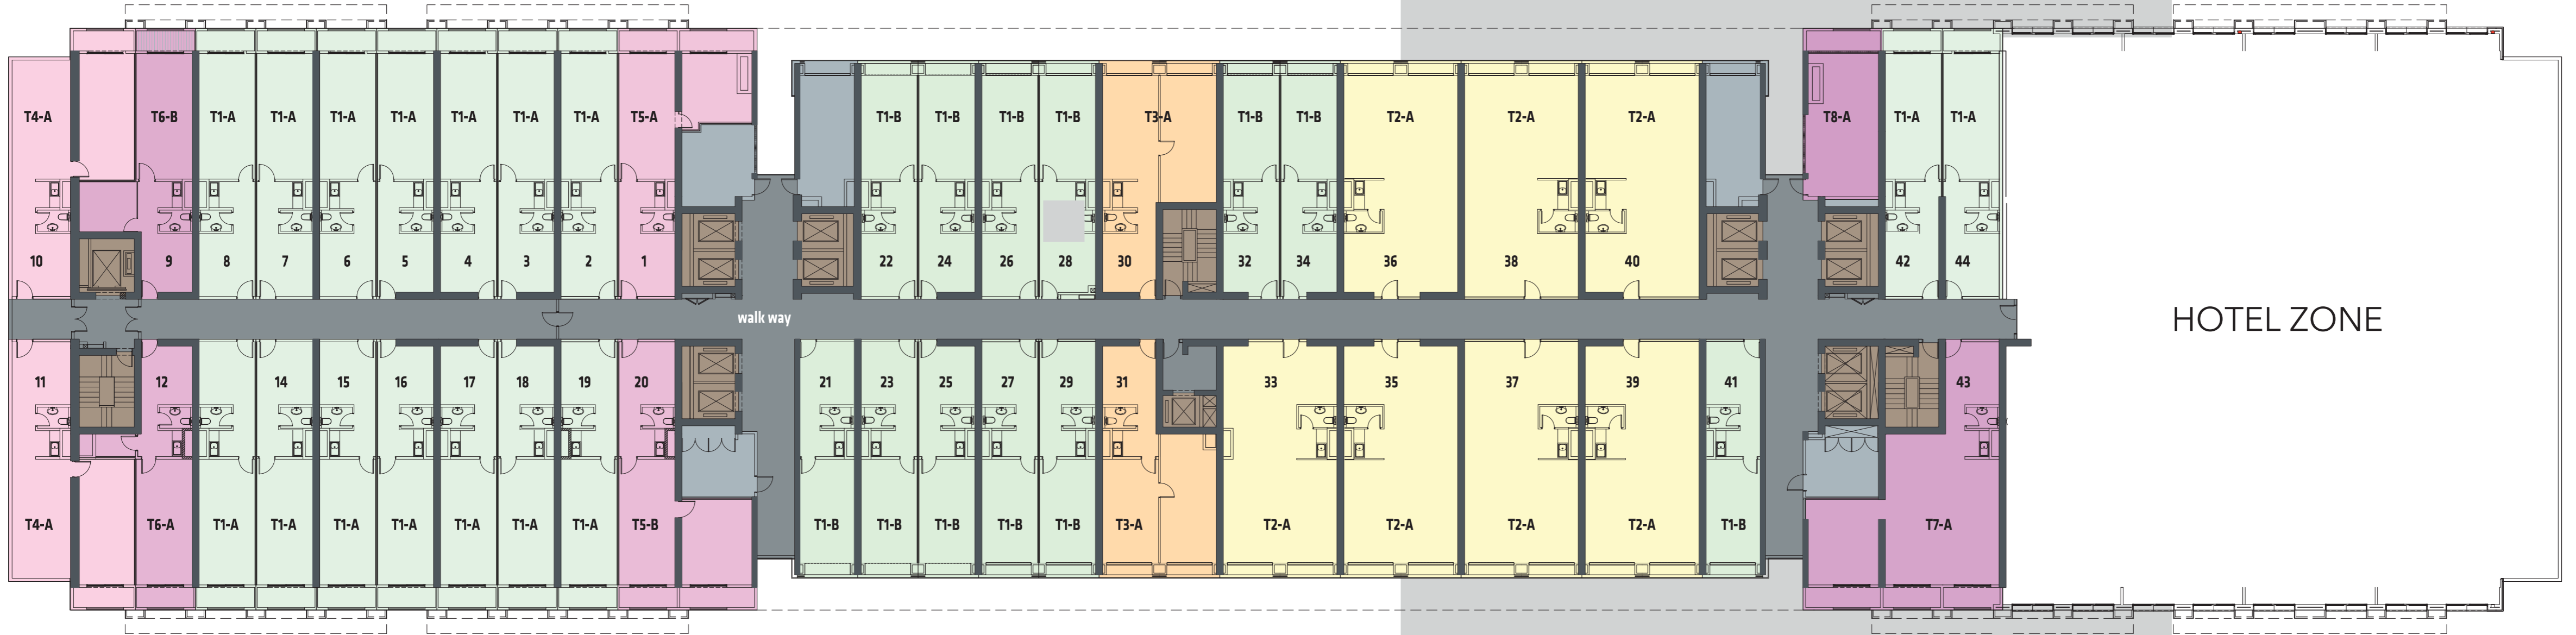 T4-A T6-B T1-A T1-A T1-A T1-A T1-A T1-A T1-A T5-A T1-B T1-B T1-B T1-B T3-A T1-B T1-B T2-A T2-A T2-A T8-A T1-A T1-A
10 9 8 7 6 5 4 3 2 1 22 24 26 28 30 32 34 36 38 40 42 44
walk way
HOTEL ZONE
11 12 14 15 16 17 18 19 20 21 23 25 27 29 31 33 35 37 39 41 43
T4-A T6-A T1-A T1-A T1-A T1-A T1-A T1-A T1-A T5-B T1-B T1-B T1-B T1-B T1-B T3-A T2-A T2-A T2-A T2-A T1-B T7-A